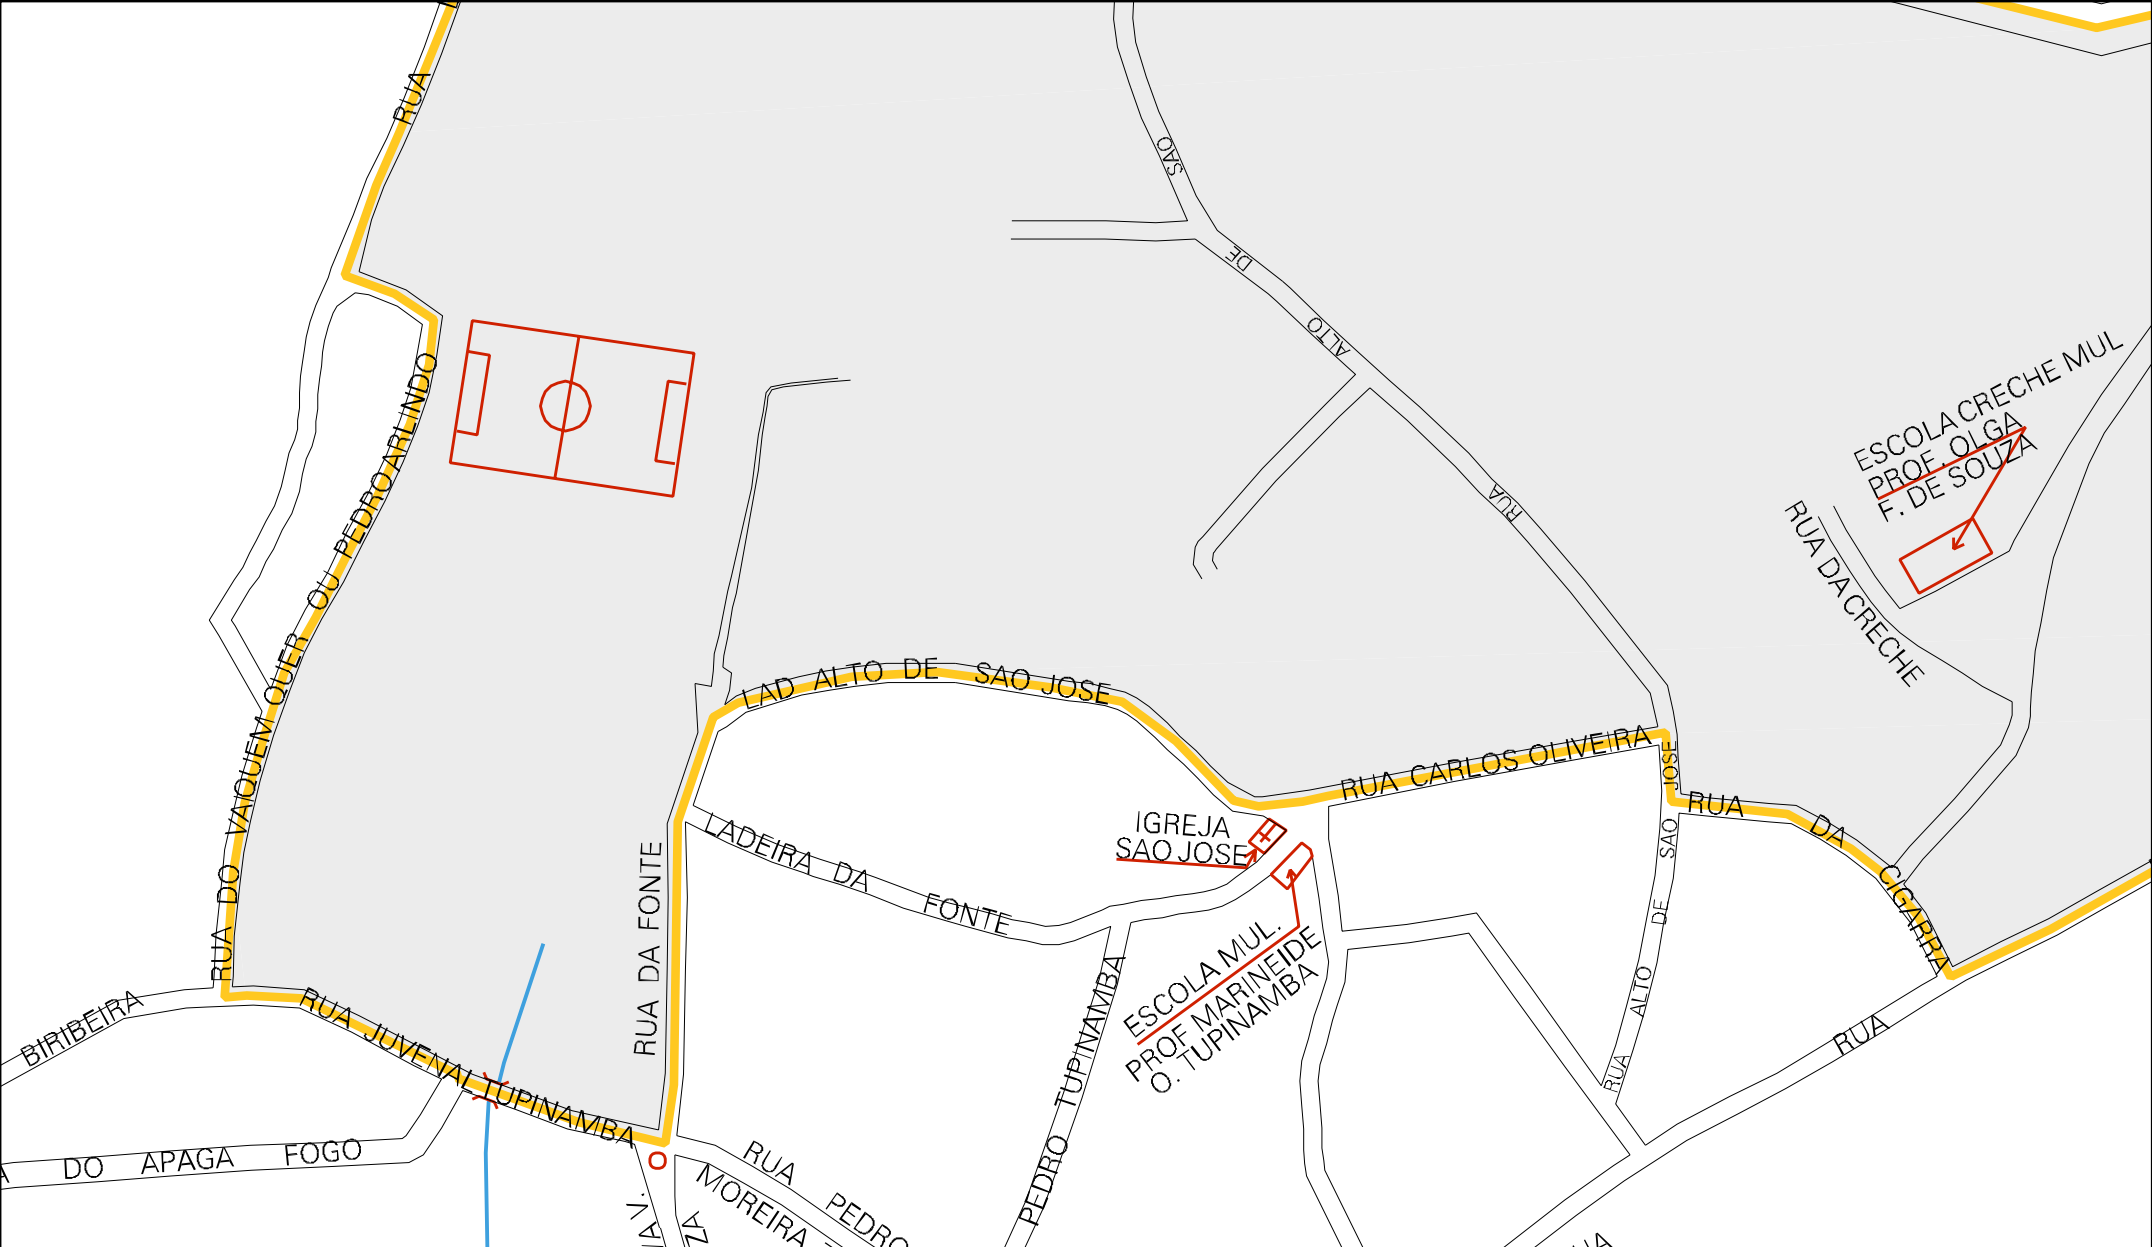 RUA
SAO
DE
ALTO
RUA
ESCOLA CRECHE MUL
PROF. OLGA
F. DE SOUZA
RUA DA CRECHE
RUA DO VAIQUEM QUER OU PEDRO ARLINDO
LAD ALTO DE SAO JOSE
RUA CARLOS OLIVEIRA
JOSE
RUA DA CIGARRA
IGREJA
SAO JOSE
LADEIRA DA FONTE
RUA DA FONTE
SAO
DE
ALTO
RUA
ESCOLA MUL.
PROF MARINEIDE
O. TUPINAMBA
PEDRO TUPINAMBA
BIRIBEIRA
RUA JUVENAL TUPINAMBA
RUA
DO APAGA FOGO
RUA PEDRO
MOREIRA